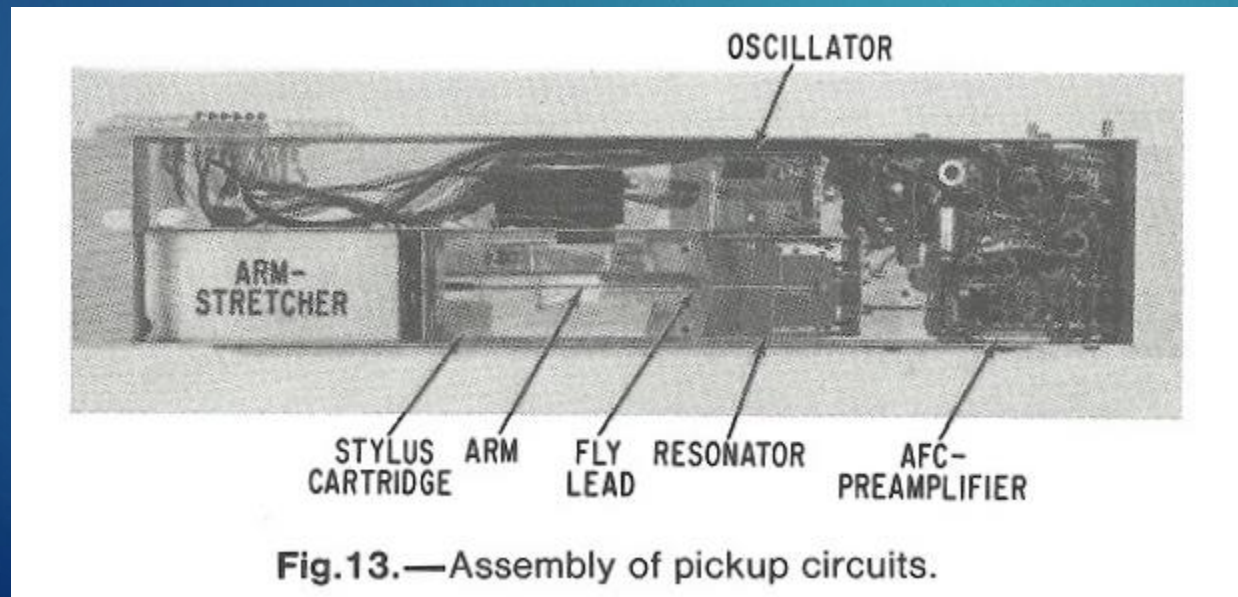 OSCILLATOR
ARM-
STRETCHER
STYLUS
CARTRIDGE
ARM
FLY
LEAD
RESONATOR
AFC-
PREAMPLIFIER
Fig.13.—Assembly of pickup circuits.